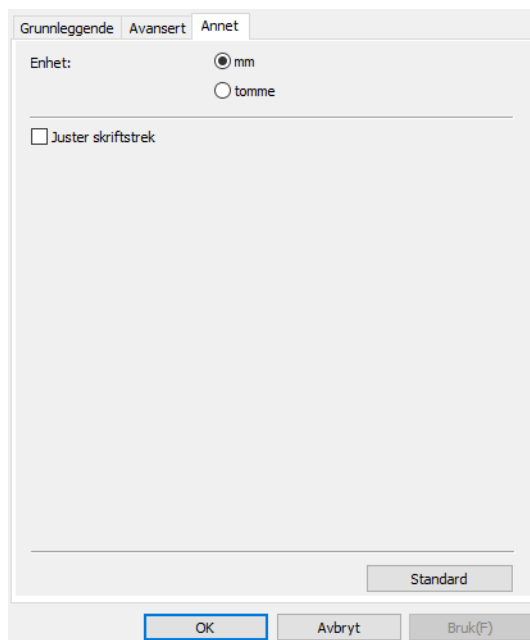 Grunnleggende Avansert Annet
Enhet: mm
tomme
Juster skriftstrek
Standard
OK Avbryt Bruk(F)